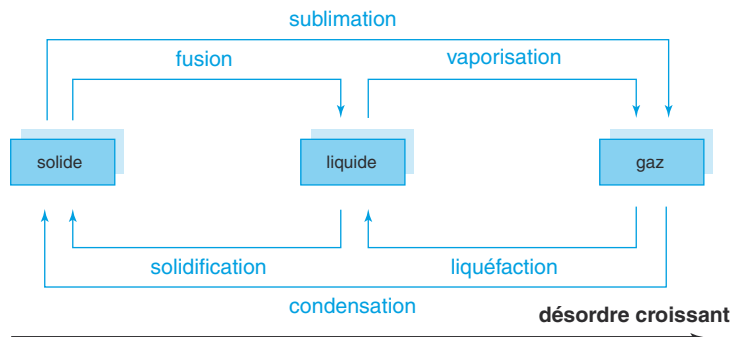 sublimation
fusion
vaporisation
solide
liquide
gaz
solidification
liquéfaction
condensation
désordre croissant